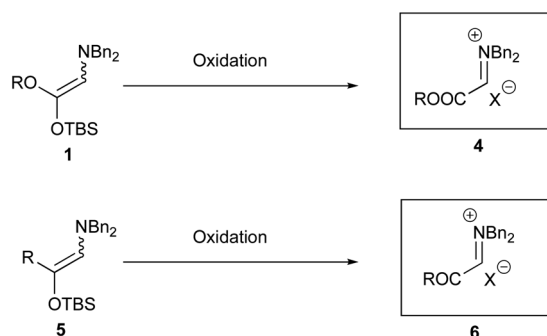 NBn2
RO
OTBS
1
Oxidation
⊕
NBn2
ROOC
X⊖
4
NBn2
R
OTBS
5
Oxidation
⊕
NBn2
ROC
X⊖
6